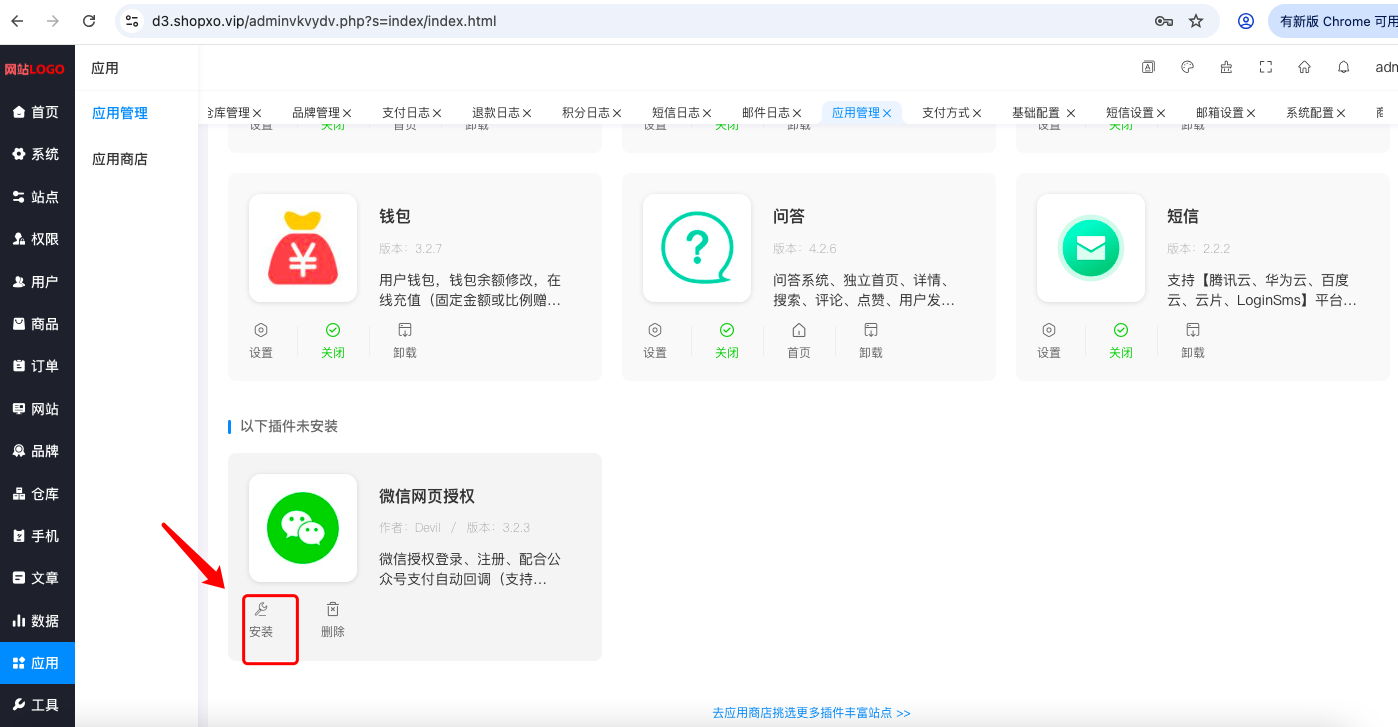 d3.shopxo.vip/adminvkvydv.php?s=index/index.html
有新版 Chrome 可用
网站LOGO
首页
系统
站点
权限
用户
商品
订单
网站
品牌
仓库
手机
文章
数据
应用
工具
应用
应用管理
应用商店
adm
仓库管理
品牌管理
支付日志
退款日志
积分日志
短信日志
邮件日志
应用管理
支付方式
基础配置
短信设置
邮箱设置
系统配置
商
设置 关闭 首页 卸载
设置 关闭 卸载
设置 关闭 卸载
钱包
版本：3.2.7
用户钱包，钱包余额修改，在
线充值（固定金额或比例赠...
设置 关闭 卸载
问答
版本：4.2.6
问答系统、独立首页、详情、
搜索、评论、点赞、用户发...
设置 关闭 首页 卸载
短信
版本：2.2.2
支持【腾讯云、华为云、百度
云、云片、LoginSms】平台...
设置 关闭 卸载
以下插件未安装
微信网页授权
作者：Devil / 版本：3.2.3
微信授权登录、注册、配合公
众号支付自动回调（支持...
安装 删除
去应用商店挑选更多插件丰富站点 >>